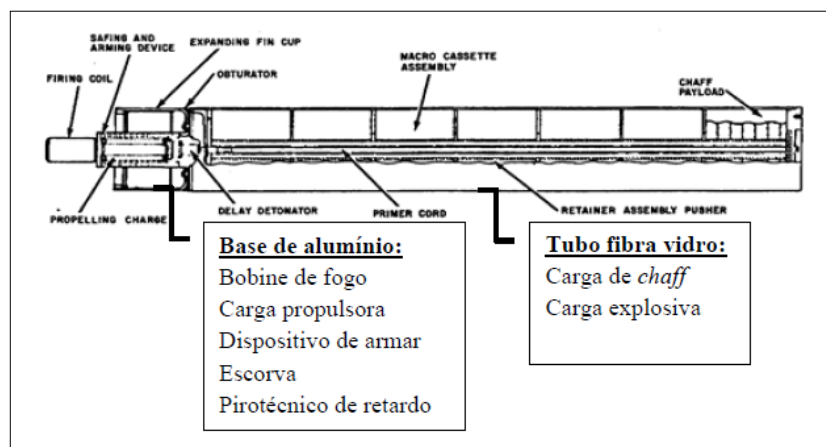 SAFING AND
ARMING DEVICE
EXPANDING FIN CUP
OBTURATOR
FIRING COIL
MACRO CASSETTE
ASSEMBLY
CHAFF
PAYLOAD
PROPELLING CHARGE
DELAY DETONATOR
PRIMER CORD
RETAINER ASSEMBLY PUSHER
Base de alumínio:
Bobine de fogo
Carga propulsora
Dispositivo de armar
Escorva
Pirotécnico de retardo
Tubo fibra vidro:
Carga de chaff
Carga explosiva